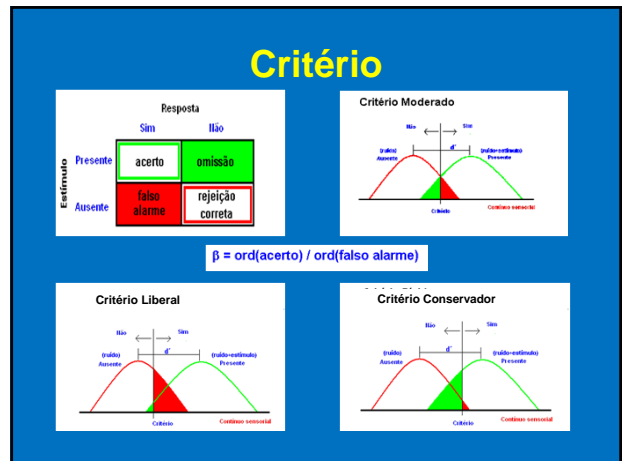 Critério
Resposta
Sim Não
Estímulo
Presente acerto omissão
Ausente falso alarme rejeição correta
Critério Moderado
Não Sim
d'
(ruído) Ausente (ruído+estímulo) Presente
Critério Contínuo sensorial
β = ord(acerto) / ord(falso alarme)
Critério Liberal
Não Sim
d'
(ruído) Ausente (ruído+estímulo) Presente
Critério Contínuo sensorial
Critério Conservador
Não Sim
d'
(ruído) Ausente (ruído+estímulo) Presente
Critério Contínuo sensorial